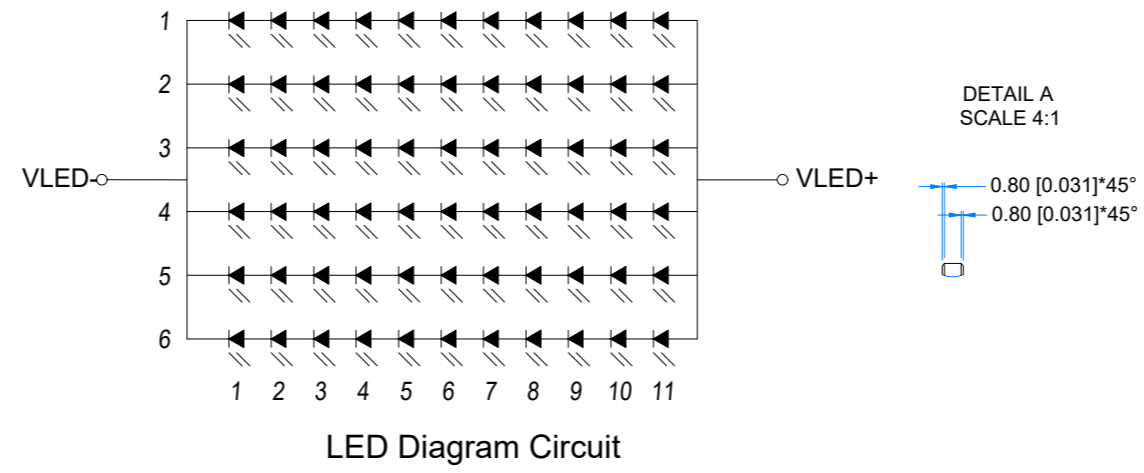 1
2
3
4
5
6
VLED-
VLED+
1 2 3 4 5 6 7 8 9 10 11
LED Diagram Circuit
DETAIL A
SCALE 4:1
0.80 [0.031]*45°
0.80 [0.031]*45°